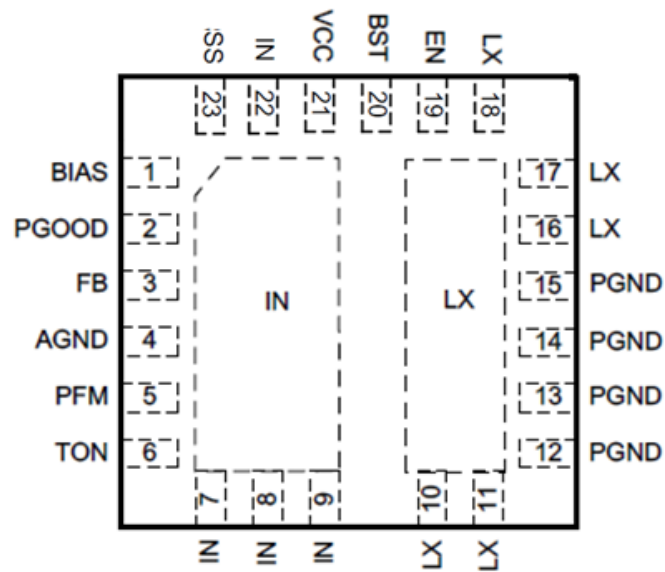 SS IN VCC BST EN LX
23 22 21 20 19 18
BIAS 1 17 LX
PGOOD 2 16 LX
FB 3 15 PGND
IN LX
AGND 4 14 PGND
PFM 5 13 PGND
TON 6 12 PGND
7 8 9 10 11
IN IN IN LX LX